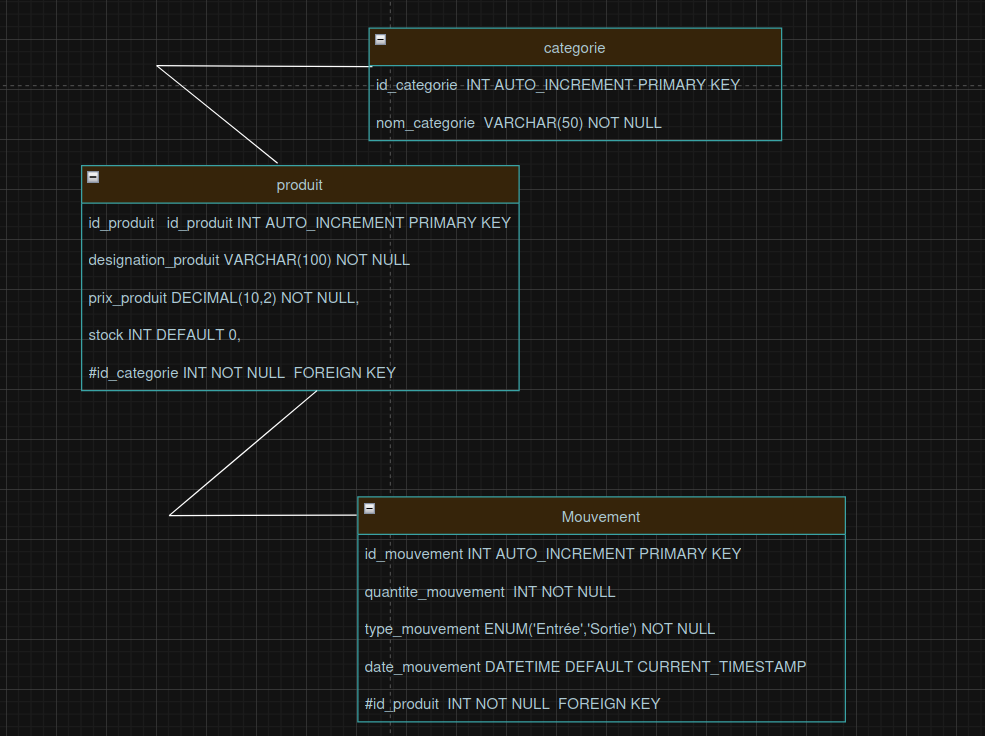 categorie
id_categorie INT AUTO_INCREMENT PRIMARY KEY
nom_categorie VARCHAR(50) NOT NULL
produit
id_produit id_produit INT AUTO_INCREMENT PRIMARY KEY
designation_produit VARCHAR(100) NOT NULL
prix_produit DECIMAL(10,2) NOT NULL,
stock INT DEFAULT 0,
#id_categorie INT NOT NULL FOREIGN KEY
Mouvement
id_mouvement INT AUTO_INCREMENT PRIMARY KEY
quantite_mouvement INT NOT NULL
type_mouvement ENUM('Entrée','Sortie') NOT NULL
date_mouvement DATETIME DEFAULT CURRENT_TIMESTAMP
#id_produit INT NOT NULL FOREIGN KEY